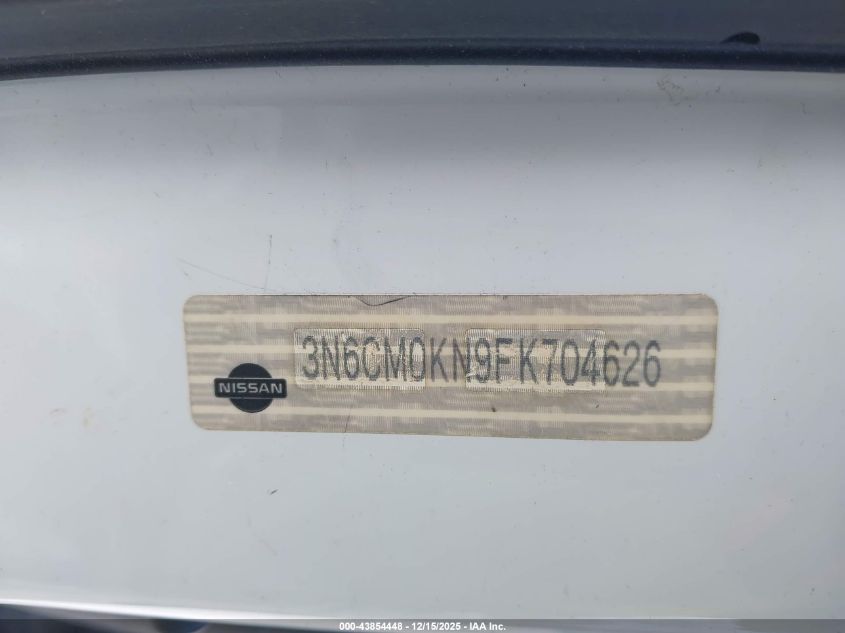 3N6CM0KN9FK704626
NISSAN
000-43854448 - 12/15/2025 - IAA Inc.